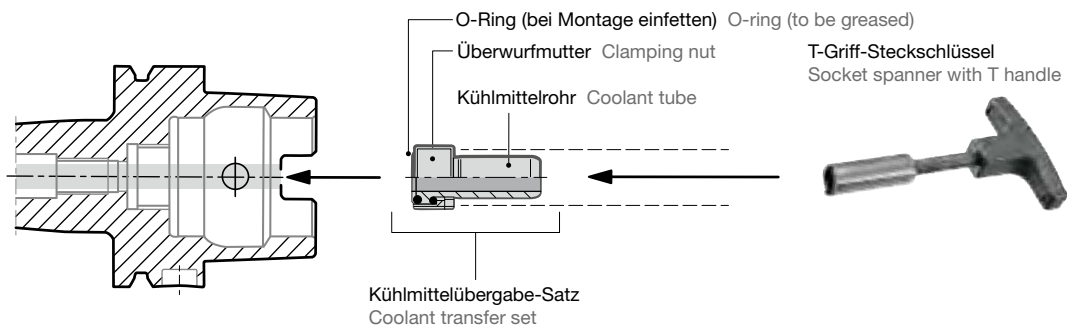 O-Ring (bei Montage einfetten) O-ring (to be greased)
Überwurfmutter Clamping nut
Kühlmittelrohr Coolant tube
T-Griff-Steckschlüssel
Socket spanner with T handle
Kühlmittelübergabe-Satz
Coolant transfer set